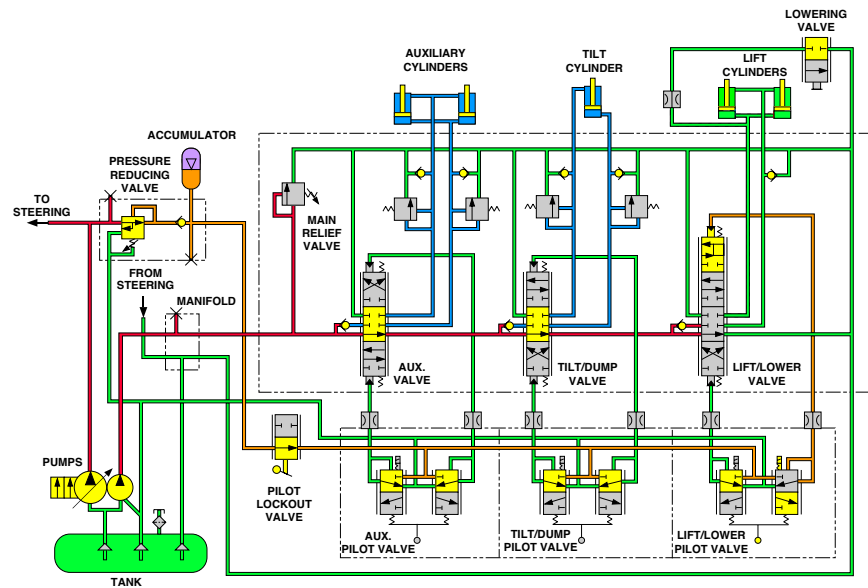 LOWERING
VALVE
AUXILIARY
CYLINDERS
TILT
CYLINDER
LIFT
CYLINDERS
ACCUMULATOR
PRESSURE
REDUCING
VALVE
TO
STEERING
MAIN
RELIEF
VALVE
FROM
STEERING
MANIFOLD
AUX.
VALVE
TILT/DUMP
VALVE
LIFT/LOWER
VALVE
PUMPS
PILOT
LOCKOUT
VALVE
AUX.
PILOT VALVE
TILT/DUMP
PILOT VALVE
LIFT/LOWER
PILOT VALVE
TANK